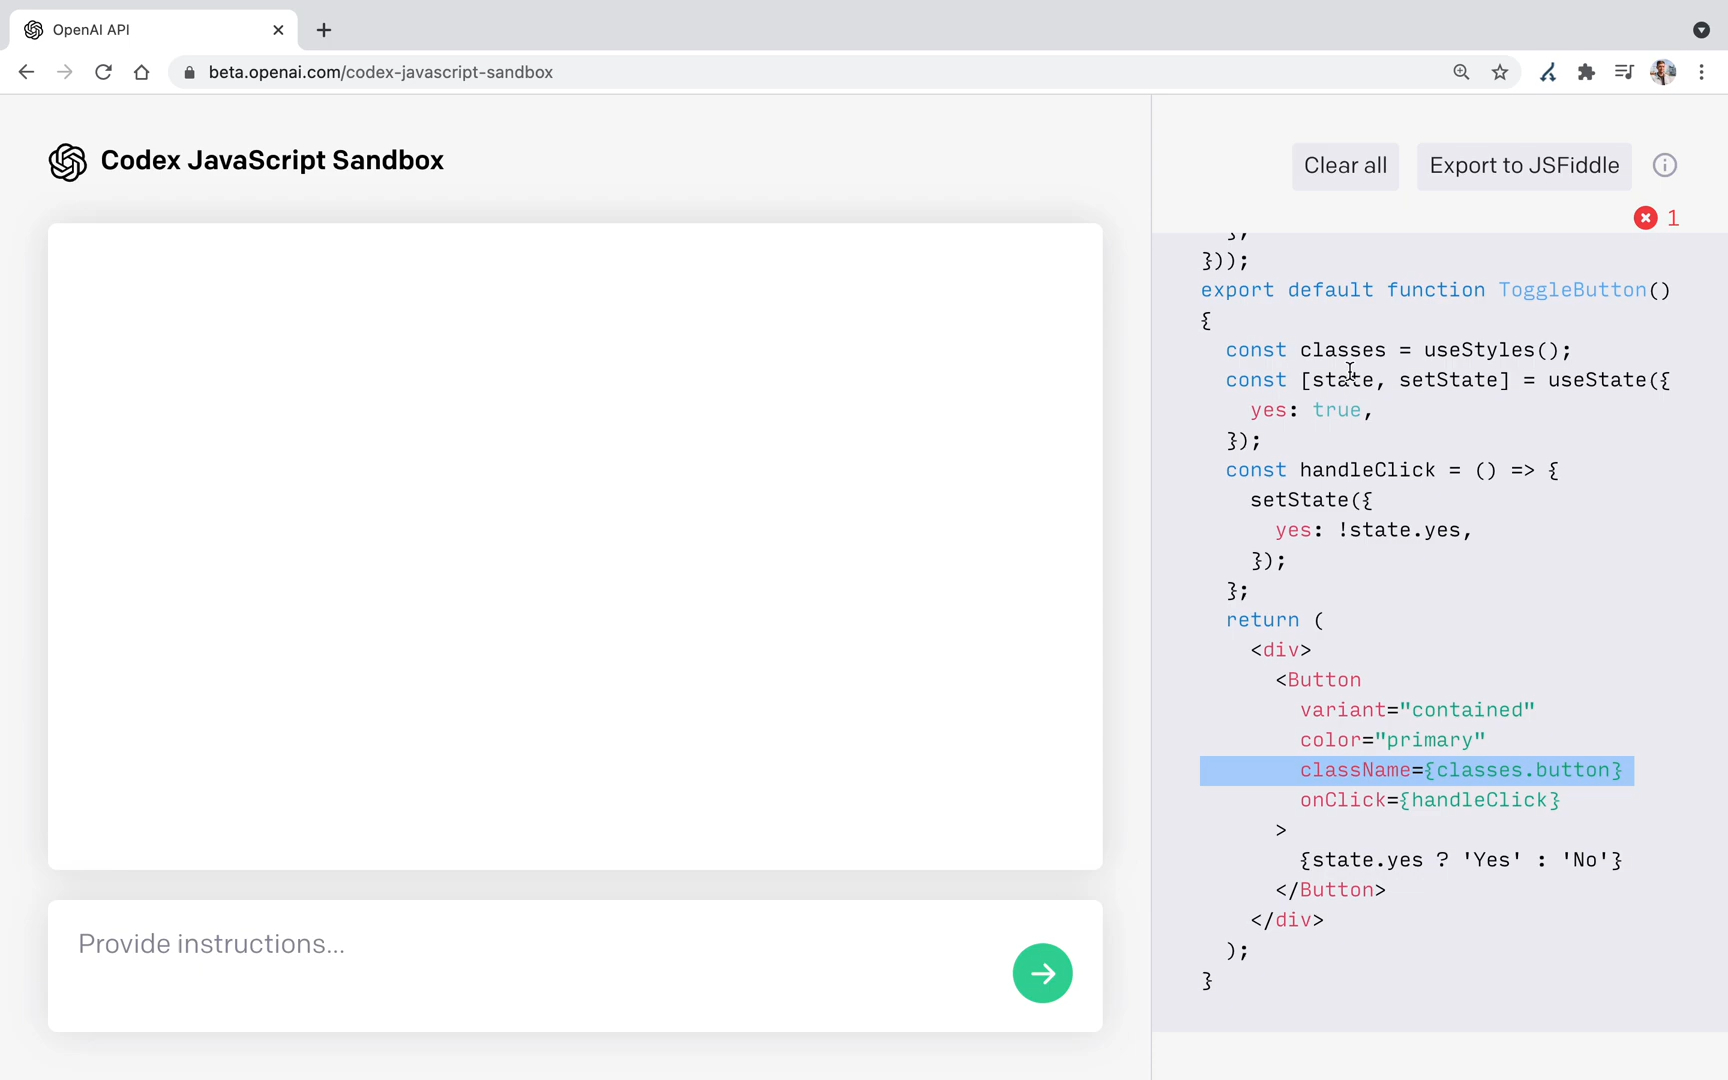 OpenAI API
beta.openai.com/codex-javascript-sandbox
Codex JavaScript Sandbox
Clear all
Export to JSFiddle
1
};
}));
export default function ToggleButton()
{
const classes = useStyles();
const [state, setState] = useState({
yes: true,
});
const handleClick = () => {
setState({
yes: !state.yes,
});
};
return (
<div>
<Button
variant="contained"
color="primary"
className={classes.button}
onClick={handleClick}
>
{state.yes ? 'Yes' : 'No'}
</Button>
</div>
);
}
Provide instructions...